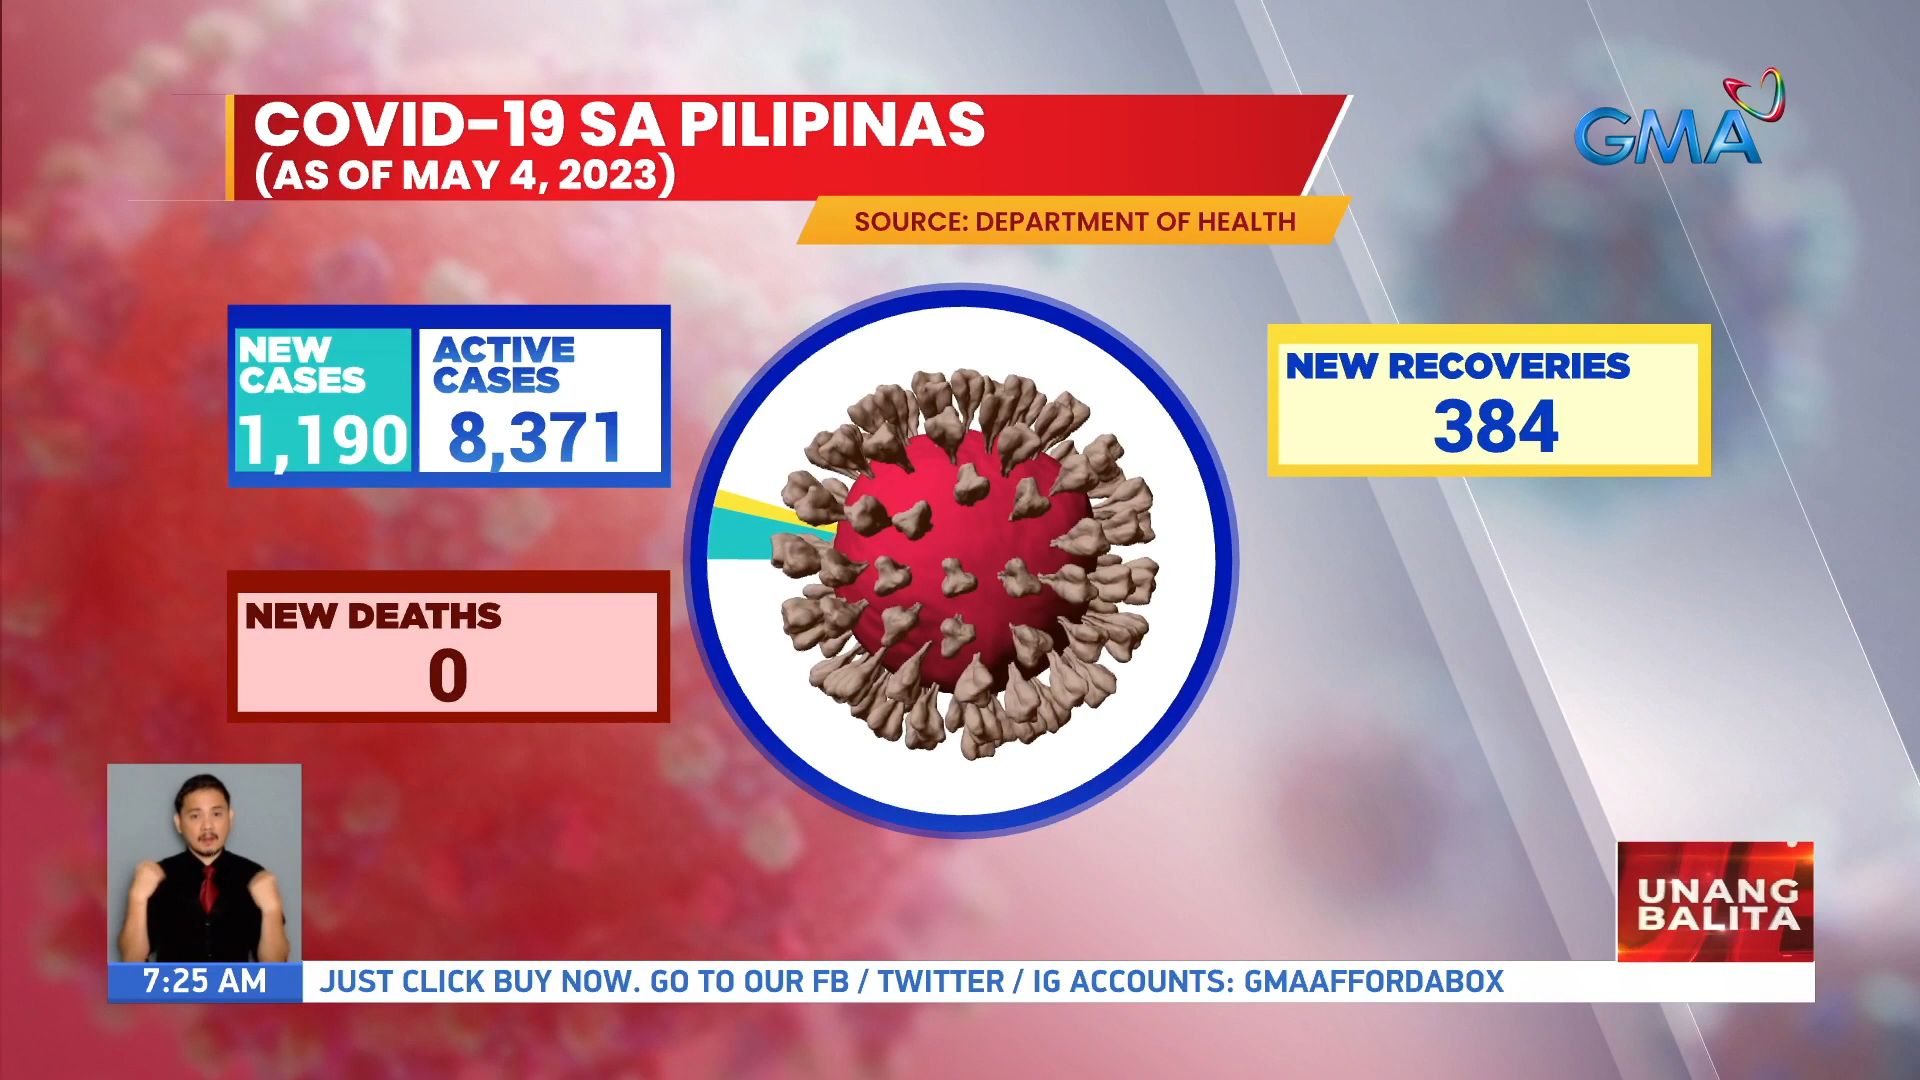 COVID-19 SA PILIPINAS
(AS OF MAY 4, 2023)
SOURCE: DEPARTMENT OF HEALTH
GMA
NEW
CASES
1,190
ACTIVE
CASES
8,371
NEW RECOVERIES
384
NEW DEATHS
0
UNANG
BALITA
7:25 AM
JUST CLICK BUY NOW. GO TO OUR FB / TWITTER / IG ACCOUNTS: GMAAFFORDABOX